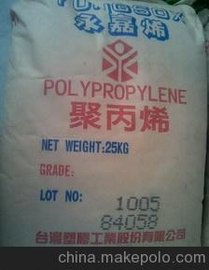 永嘉烯
POLYPROPYLENE
聚丙烯
NET WEIGHT:25KG
GRADE:
LOT NO:
1005
84058
台灣塑膠工業股份有限公司
china.makepolo.com